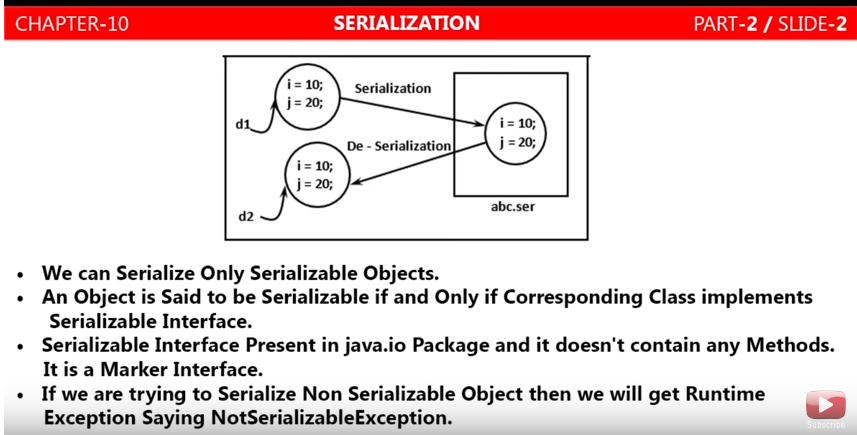 CHAPTER-10
SERIALIZATION
PART-2 / SLIDE-2
i = 10;
j = 20;
Serialization
d1
i = 10;
j = 20;
De - Serialization
i = 10;
j = 20;
d2
abc.ser
• We can Serialize Only Serializable Objects.
• An Object is Said to be Serializable if and Only if Corresponding Class implements
Serializable Interface.
• Serializable Interface Present in java.io Package and it doesn't contain any Methods.
It is a Marker Interface.
• If we are trying to Serialize Non Serializable Object then we will get Runtime
Exception Saying NotSerializableException.
Subscribe